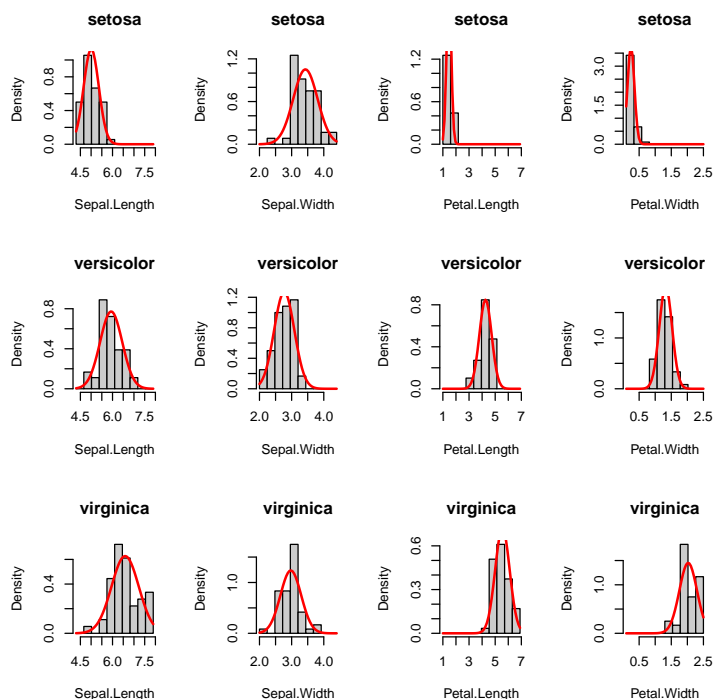 setosa setosa setosa setosa
Density Density Density Density
0.0 0.4 0.8
0.0 0.6 1.2
0.0 0.6 1.2
0.0 1.5 3.0
4.5 6.0 7.5 2.0 3.0 4.0 1 3 5 7 0.5 1.5 2.5
Sepal.Length Sepal.Width Petal.Length Petal.Width
versicolor versicolor versicolor versicolor
Density Density Density Density
0.0 0.4 0.8
0.0 0.4 0.8 1.2
0.0 0.4 0.8
0.0 1.0
4.5 6.0 7.5 2.0 3.0 4.0 1 3 5 7 0.5 1.5 2.5
Sepal.Length Sepal.Width Petal.Length Petal.Width
virginica virginica virginica virginica
Density Density Density Density
0.0 0.4
0.0 1.0
0.0 0.3 0.6
0.0 1.0
4.5 6.0 7.5 2.0 3.0 4.0 1 3 5 7 0.5 1.5 2.5
Sepal.Length Sepal.Width Petal.Length Petal.Width